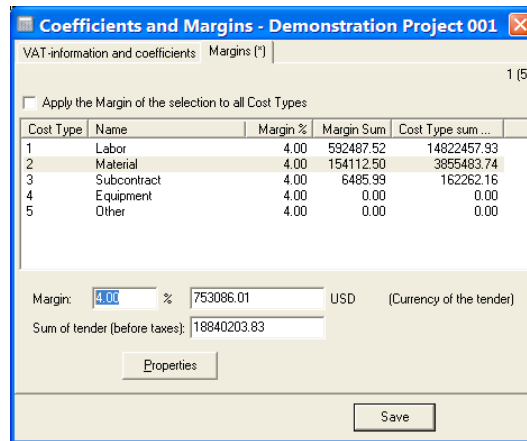 Coefficients and Margins - Demonstration Project 001
VAT-information and coefficients Margins (*)
1 (5
Apply the Margin of the selection to all Cost Types
Cost Type Name Margin % Margin Sum Cost Type sum ...
1 Labor 4.00 592487.52 14822457.93
2 Material 4.00 154112.50 3855483.74
3 Subcontract 4.00 6485.99 162262.16
4 Equipment 4.00 0.00 0.00
5 Other 4.00 0.00 0.00
Margin: 4.00 % 753086.01 USD (Currency of the tender)
Sum of tender (before taxes): 18840203.83
Properties
Save